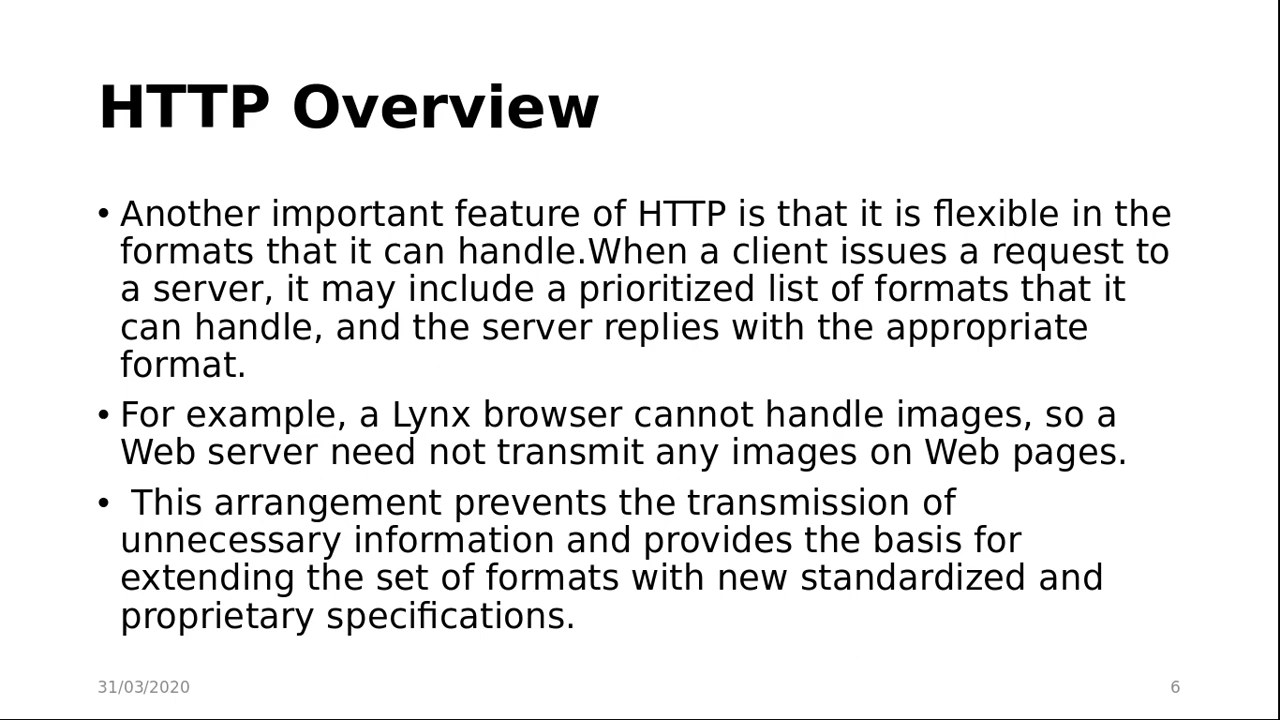 HTTP Overview
• Another important feature of HTTP is that it is flexible in the
formats that it can handle.When a client issues a request to
a server, it may include a prioritized list of formats that it
can handle, and the server replies with the appropriate
format.
• For example, a Lynx browser cannot handle images, so a
Web server need not transmit any images on Web pages.
• This arrangement prevents the transmission of
unnecessary information and provides the basis for
extending the set of formats with new standardized and
proprietary specifications.
31/03/2020
6